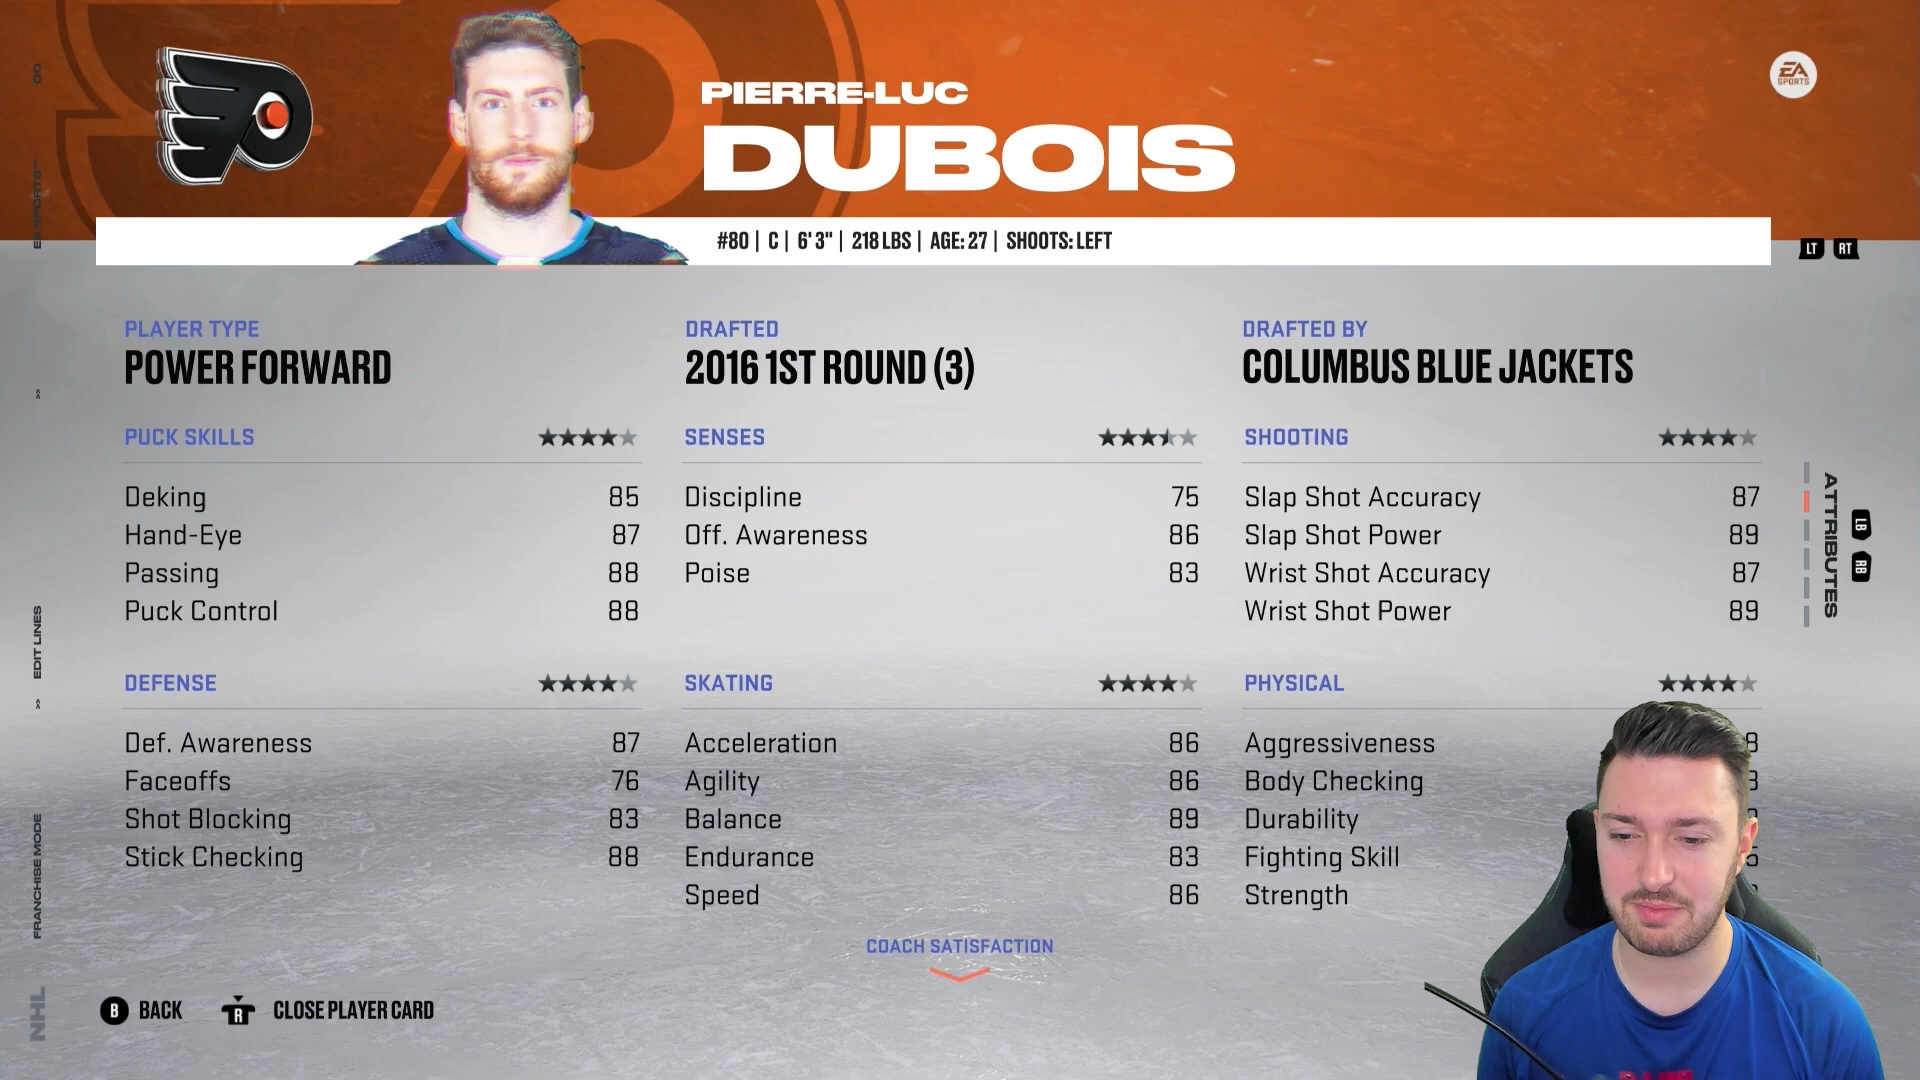 PIERRE-LUC
DUBOIS
EA
SPORTS
#80 | C | 6' 3" | 218 LBS | AGE: 27 | SHOOTS: LEFT
LT RT
PLAYER TYPE
POWER FORWARD
DRAFTED
2016 1ST ROUND (3)
DRAFTED BY
COLUMBUS BLUE JACKETS
PUCK SKILLS
Deking 85
Hand-Eye 87
Passing 88
Puck Control 88
SENSES
Discipline 75
Off. Awareness 86
Poise 83
SHOOTING
Slap Shot Accuracy 87
Slap Shot Power 89
Wrist Shot Accuracy 87
Wrist Shot Power 89
ATTRIBUTES
LB RB
DEFENSE
Def. Awareness 87
Faceoffs 76
Shot Blocking 83
Stick Checking 88
SKATING
Acceleration 86
Agility 86
Balance 89
Endurance 83
Speed 86
PHYSICAL
Aggressiveness
Body Checking
Durability
Fighting Skill
Strength
COACH SATISFACTION
B BACK
R CLOSE PLAYER CARD
NHL
FRANCHISE MODE
>>
EDIT LINES
>>
EA SPORTS